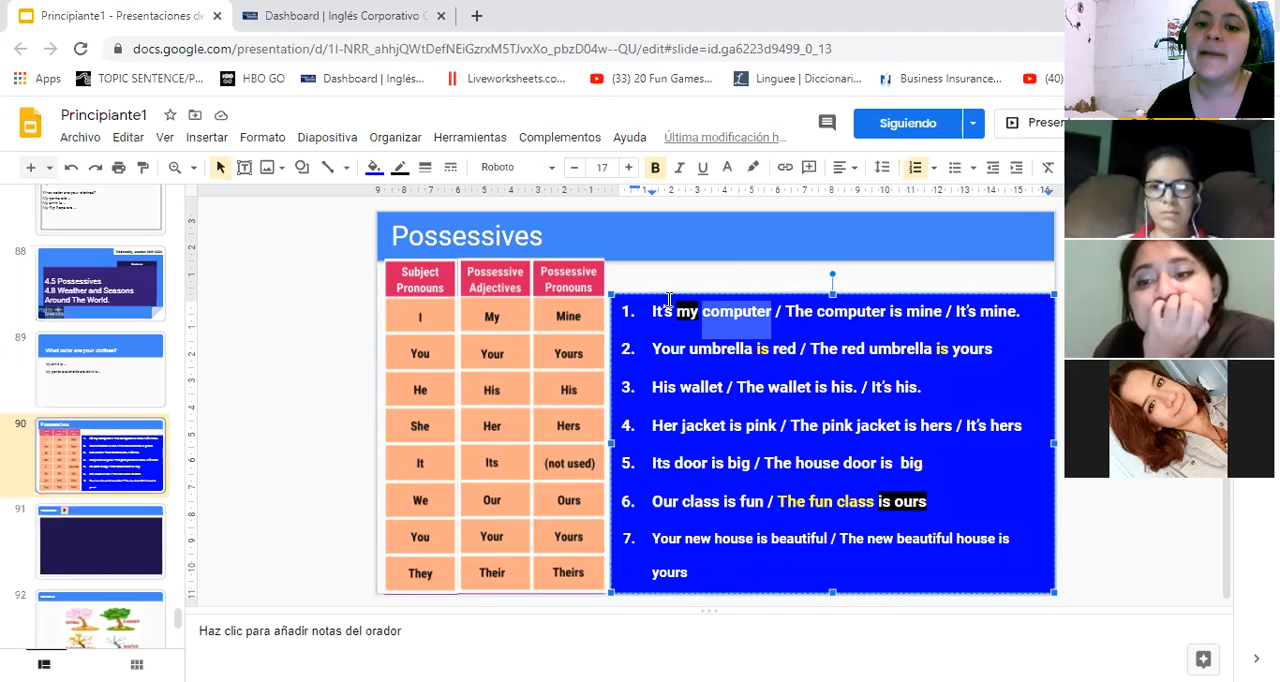 Principiante1 - Presentaciones de
Dashboard | Inglés Corporativo C
docs.google.com/presentation/d/1I-NRR_ahhjQWtDefNEiGzrxM5TJvxXo_pbzD04w--QU/edit#slide=id.ga6223d9499_0_13
Apps
TOPIC SENTENCE/P...
HBO GO
Dashboard | Inglés...
Liveworksheets.co...
(33) 20 Fun Games...
Linguee | Diccionari...
Business Insurance...
(40)
Principiante1
Archivo Editar Ver Insertar Formato Diapositiva Organizar Herramientas Complementos Ayuda Última modificación h...
Siguiendo
Presen
Roboto
17
88
4.5 Possessives
4.8 Weather and Seasons
Around The World.
89
What color are your clothes?
90
Possessives
91
92
Possessives
Subject Pronouns Possessive Adjectives Possessive Pronouns
I My Mine
You Your Yours
He His His
She Her Hers
It Its (not used)
We Our Ours
You Your Yours
They Their Theirs
1. It's my computer / The computer is mine / It's mine.
2. Your umbrella is red / The red umbrella is yours
3. His wallet / The wallet is his. / It's his.
4. Her jacket is pink / The pink jacket is hers / It's hers
5. Its door is big / The house door is big
6. Our class is fun / The fun class is ours
7. Your new house is beautiful / The new beautiful house is
yours
Haz clic para añadir notas del orador